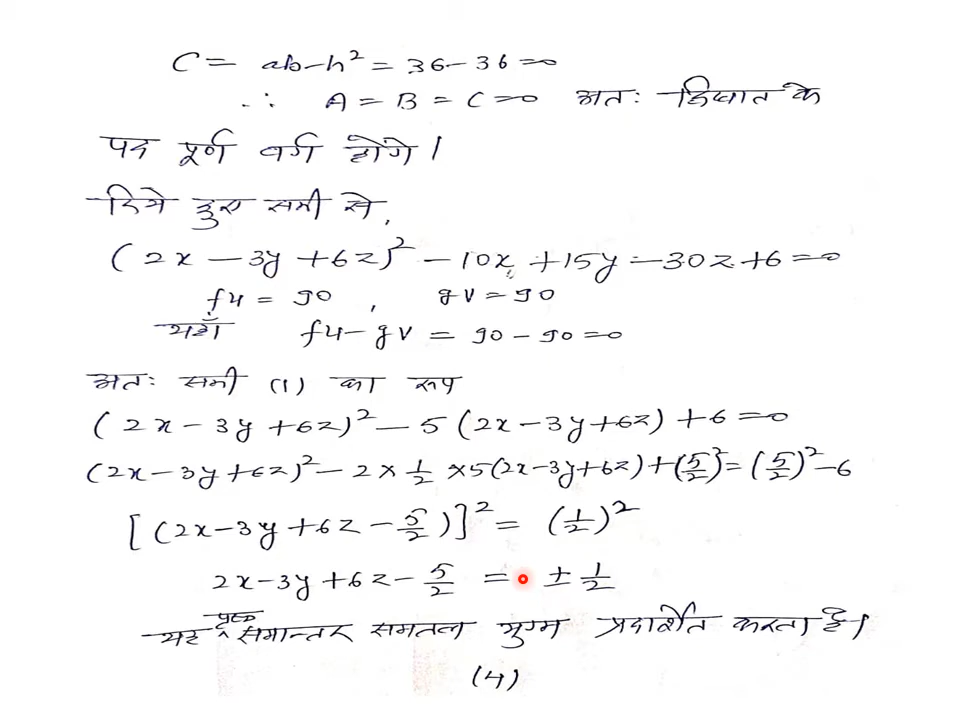 C = ab - h² = 36 - 36 = 0
∴ A = B = C = 0 अतः द्विघात के
पद पूर्ण वर्ग होंगे।
दिये हुए समी से,
(2x - 3y + 6z)² - 10x + 15y - 30z + 6 = 0
fu = 90 , gv = 90
यहाँ fu - gv = 90 - 90 = 0
अतः समी (1) का रूप
(2x - 3y + 6z)² - 5(2x - 3y + 6z) + 6 = 0
(2x - 3y + 6z)² - 2 × 1/2 × 5(2x - 3y + 6z) + (5/2)² = (5/2)² - 6
[(2x - 3y + 6z - 5/2)]² = (1/2)²
2x - 3y + 6z - 5/2 = ± 1/2
यह एक समान्तर समतल युग्म प्रदर्शित करता है।
(4)